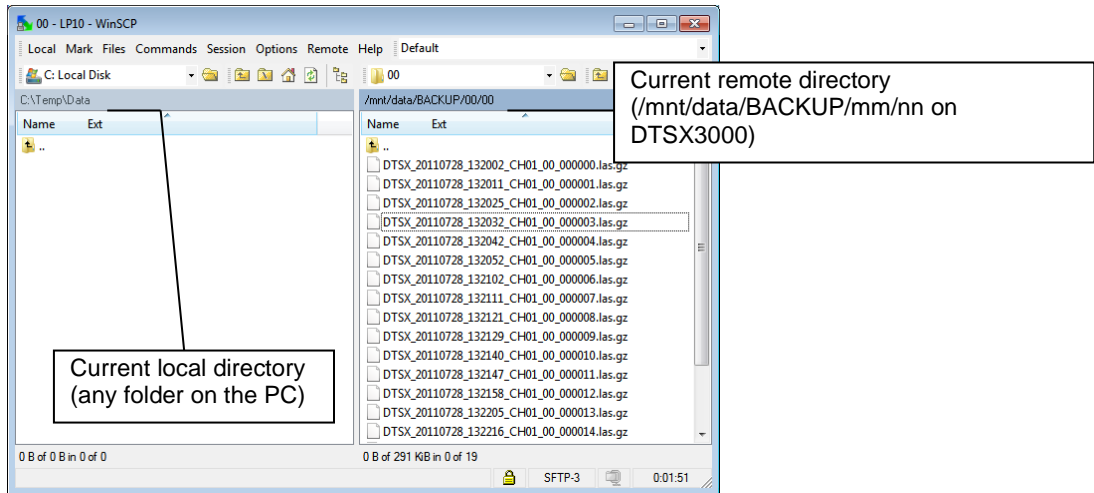 00 - LP10 - WinSCP
Local Mark Files Commands Session Options Remote Help Default
C: Local Disk
00
C:\Temp\Data
/mnt/data/BACKUP/00/00
Current remote directory
(/mnt/data/BACKUP/mm/nn on
DTSX3000)
Name Ext
Name Ext
..
..
DTSX_20110728_132002_CH01_00_000000.las.gz
DTSX_20110728_132011_CH01_00_000001.las.gz
DTSX_20110728_132025_CH01_00_000002.las.gz
DTSX_20110728_132032_CH01_00_000003.las.gz
DTSX_20110728_132042_CH01_00_000004.las.gz
DTSX_20110728_132052_CH01_00_000005.las.gz
DTSX_20110728_132102_CH01_00_000006.las.gz
DTSX_20110728_132111_CH01_00_000007.las.gz
DTSX_20110728_132121_CH01_00_000008.las.gz
DTSX_20110728_132129_CH01_00_000009.las.gz
DTSX_20110728_132140_CH01_00_000010.las.gz
DTSX_20110728_132147_CH01_00_000011.las.gz
DTSX_20110728_132158_CH01_00_000012.las.gz
DTSX_20110728_132205_CH01_00_000013.las.gz
DTSX_20110728_132216_CH01_00_000014.las.gz
Current local directory
(any folder on the PC)
0 B of 0 B in 0 of 0
0 B of 291 KiB in 0 of 19
SFTP-3
0:01:51